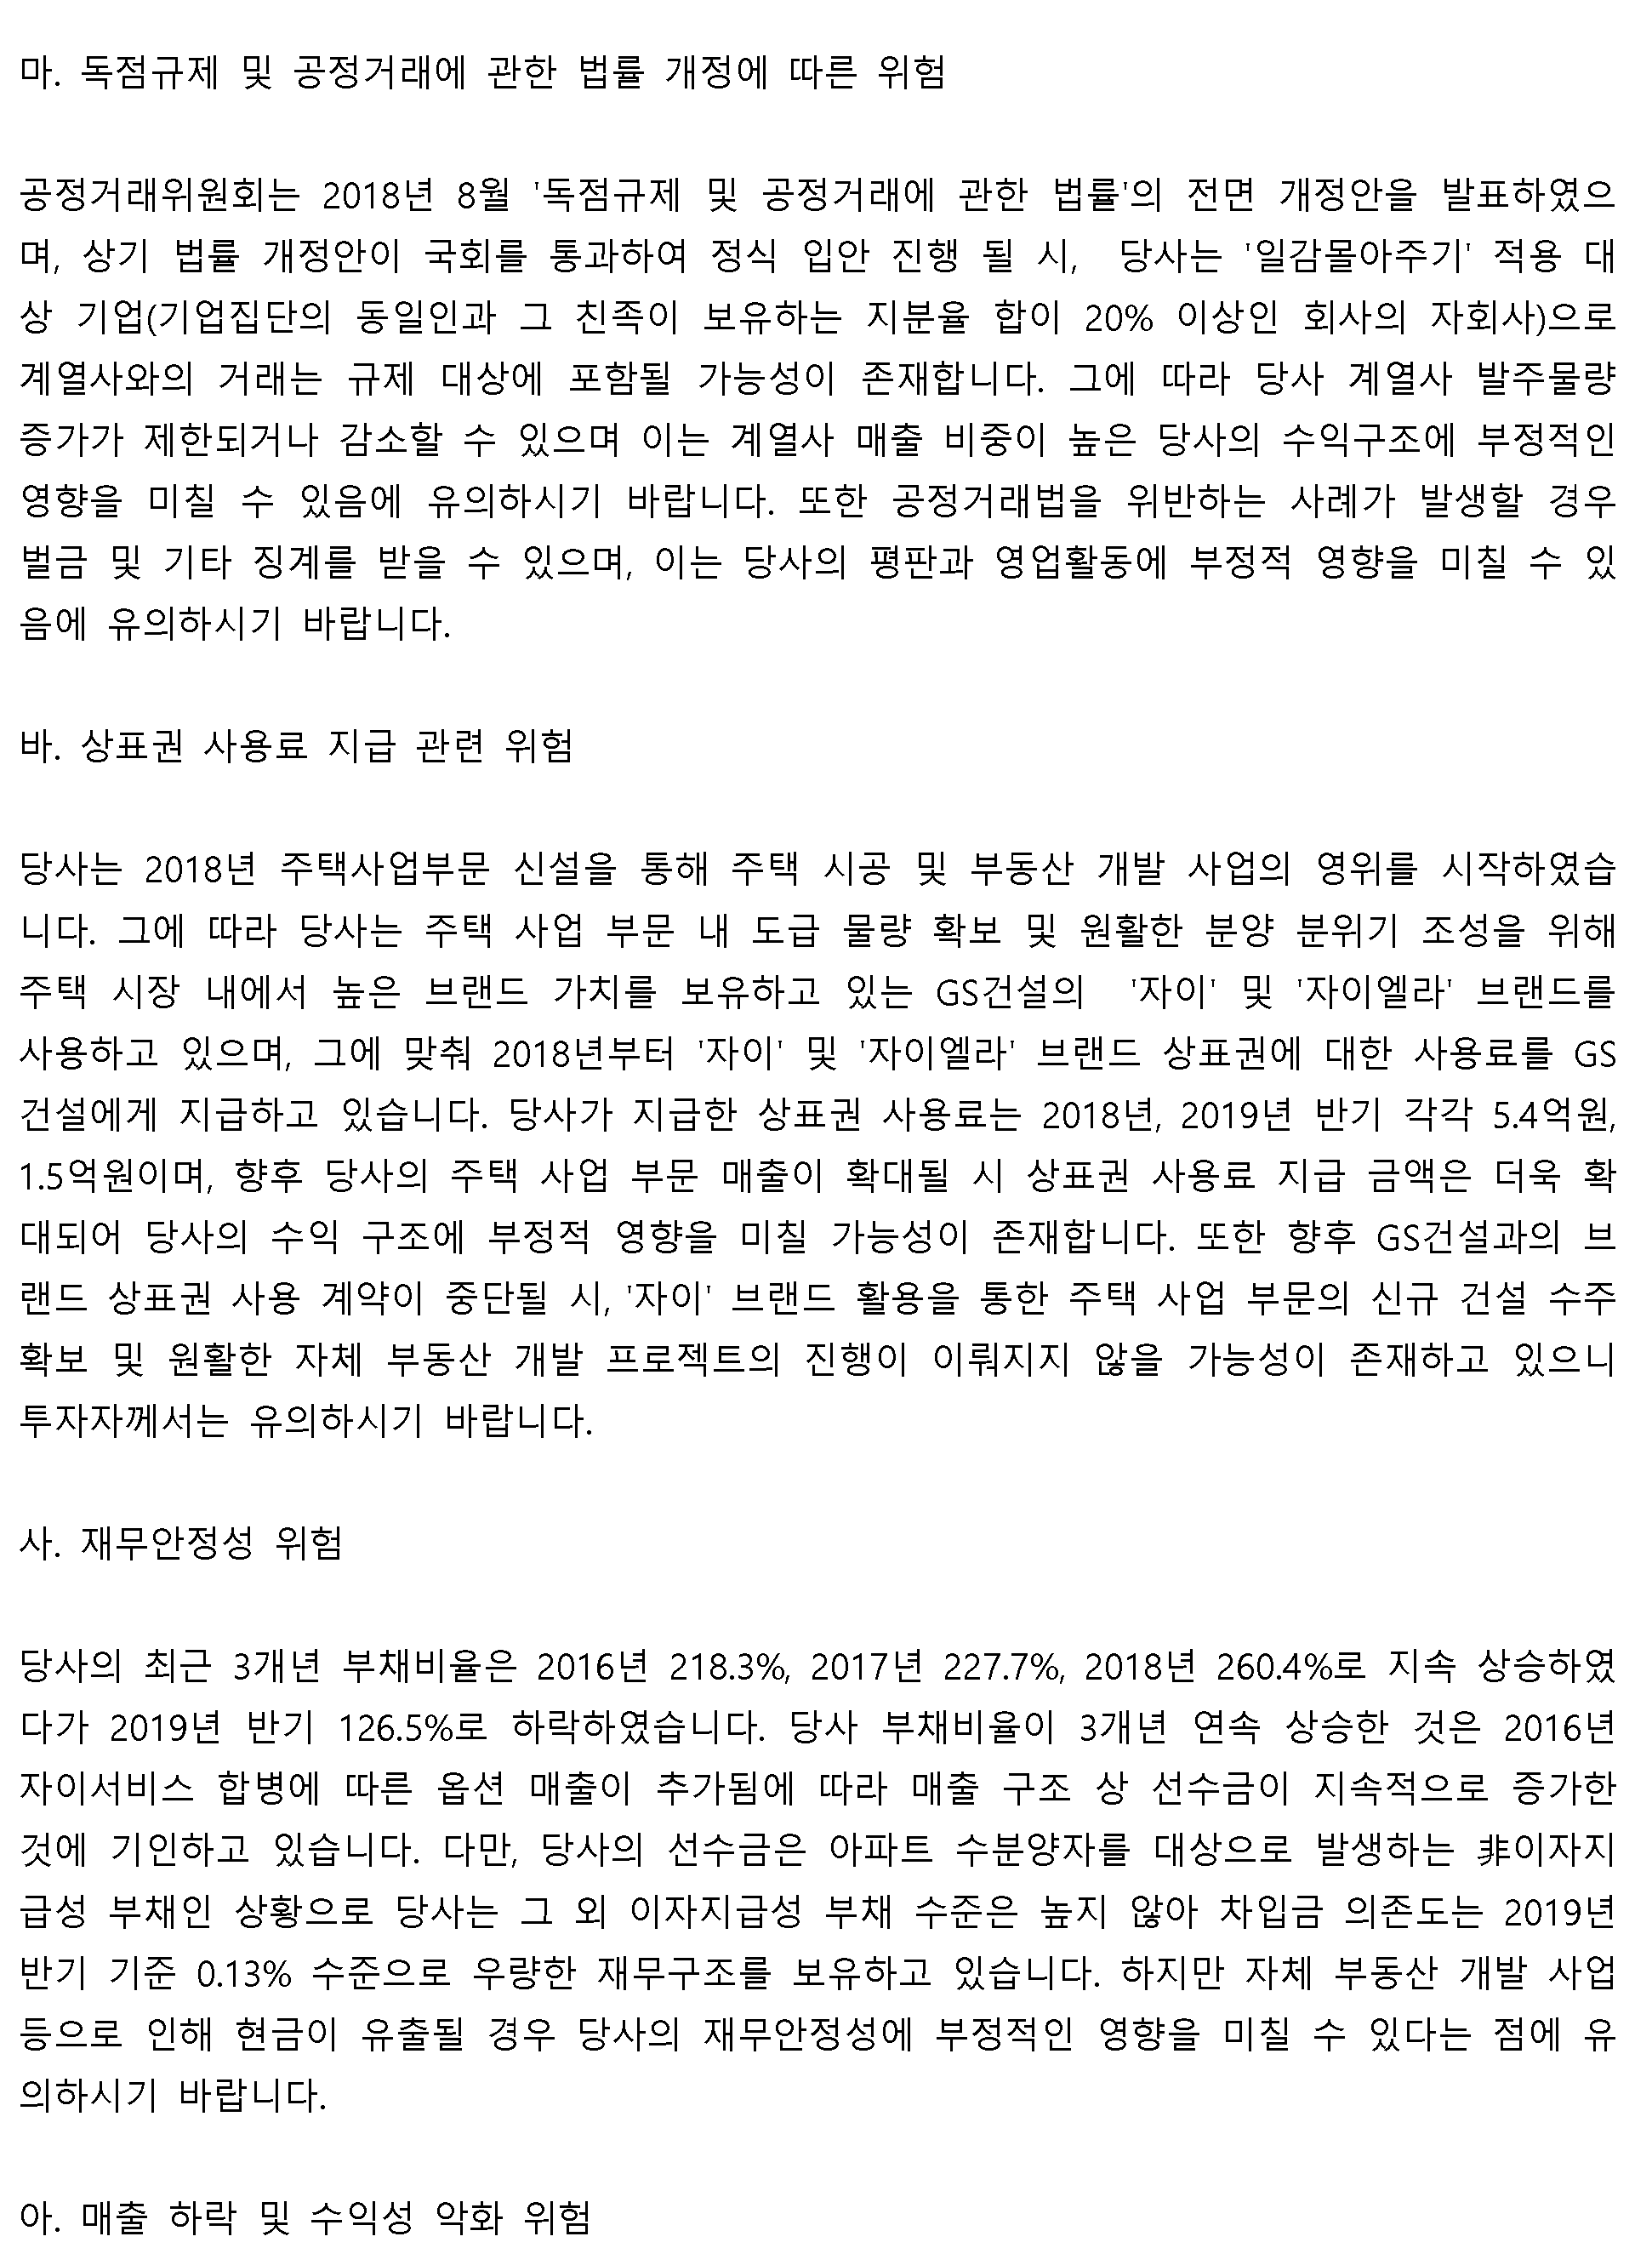 마. 독점규제 및 공정거래에 관한 법률 개정에 따른 위험
공정거래위원회는 2018년 8월 '독점규제 및 공정거래에 관한 법률'의 전면 개정안을 발표하였으
며, 상기 법률 개정안이 국회를 통과하여 정식 입안 진행 될 시, 당사는 '일감몰아주기' 적용 대
상 기업(기업집단의 동일인과 그 친족이 보유하는 지분율 합이 20% 이상인 회사의 자회사)으로
계열사와의 거래는 규제 대상에 포함될 가능성이 존재합니다. 그에 따라 당사 계열사 발주물량
증가가 제한되거나 감소할 수 있으며 이는 계열사 매출 비중이 높은 당사의 수익구조에 부정적인
영향을 미칠 수 있음에 유의하시기 바랍니다. 또한 공정거래법을 위반하는 사례가 발생할 경우
벌금 및 기타 징계를 받을 수 있으며, 이는 당사의 평판과 영업활동에 부정적 영향을 미칠 수 있
음에 유의하시기 바랍니다.
바. 상표권 사용료 지급 관련 위험
당사는 2018년 주택사업부문 신설을 통해 주택 시공 및 부동산 개발 사업의 영위를 시작하였습
니다. 그에 따라 당사는 주택 사업 부문 내 도급 물량 확보 및 원활한 분양 분위기 조성을 위해
주택 시장 내에서 높은 브랜드 가치를 보유하고 있는 GS건설의 '자이' 및 '자이엘라' 브랜드를
사용하고 있으며, 그에 맞춰 2018년부터 '자이' 및 '자이엘라' 브랜드 상표권에 대한 사용료를 GS
건설에게 지급하고 있습니다. 당사가 지급한 상표권 사용료는 2018년, 2019년 반기 각각 5.4억원,
1.5억원이며, 향후 당사의 주택 사업 부문 매출이 확대될 시 상표권 사용료 지급 금액은 더욱 확
대되어 당사의 수익 구조에 부정적 영향을 미칠 가능성이 존재합니다. 또한 향후 GS건설과의 브
랜드 상표권 사용 계약이 중단될 시, '자이' 브랜드 활용을 통한 주택 사업 부문의 신규 건설 수주
확보 및 원활한 자체 부동산 개발 프로젝트의 진행이 이뤄지지 않을 가능성이 존재하고 있으니
투자자께서는 유의하시기 바랍니다.
사. 재무안정성 위험
당사의 최근 3개년 부채비율은 2016년 218.3%, 2017년 227.7%, 2018년 260.4%로 지속 상승하였
다가 2019년 반기 126.5%로 하락하였습니다. 당사 부채비율이 3개년 연속 상승한 것은 2016년
자이서비스 합병에 따른 옵션 매출이 추가됨에 따라 매출 구조 상 선수금이 지속적으로 증가한
것에 기인하고 있습니다. 다만, 당사의 선수금은 아파트 수분양자를 대상으로 발생하는 非이자지
급성 부채인 상황으로 당사는 그 외 이자지급성 부채 수준은 높지 않아 차입금 의존도는 2019년
반기 기준 0.13% 수준으로 우량한 재무구조를 보유하고 있습니다. 하지만 자체 부동산 개발 사업
등으로 인해 현금이 유출될 경우 당사의 재무안정성에 부정적인 영향을 미칠 수 있다는 점에 유
의하시기 바랍니다.
아. 매출 하락 및 수익성 악화 위험